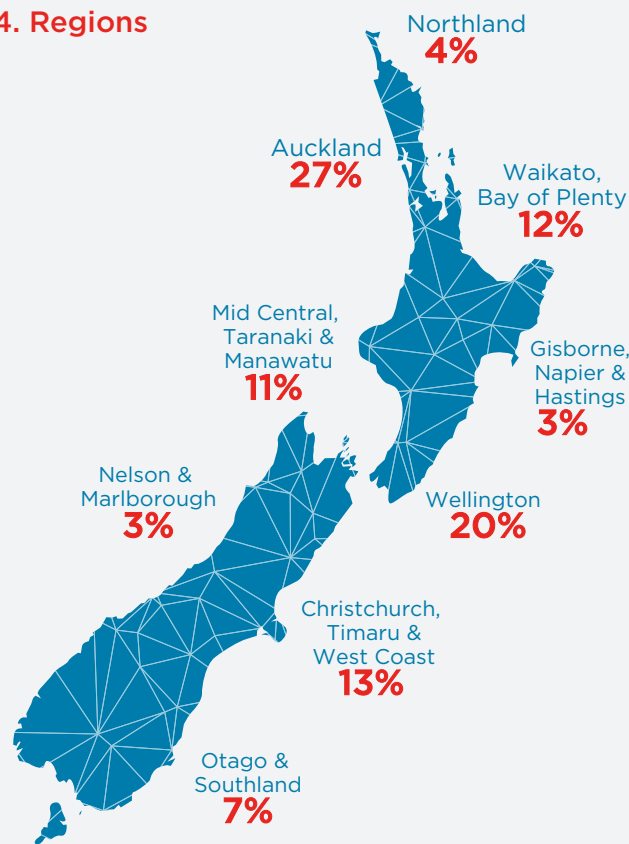 4. Regions
Northland
4%
Auckland
27%
Waikato,
Bay of Plenty
12%
Mid Central,
Taranaki &
Manawatu
11%
Gisborne,
Napier &
Hastings
3%
Nelson &
Marlborough
3%
Wellington
20%
Christchurch,
Timaru &
West Coast
13%
Otago &
Southland
7%